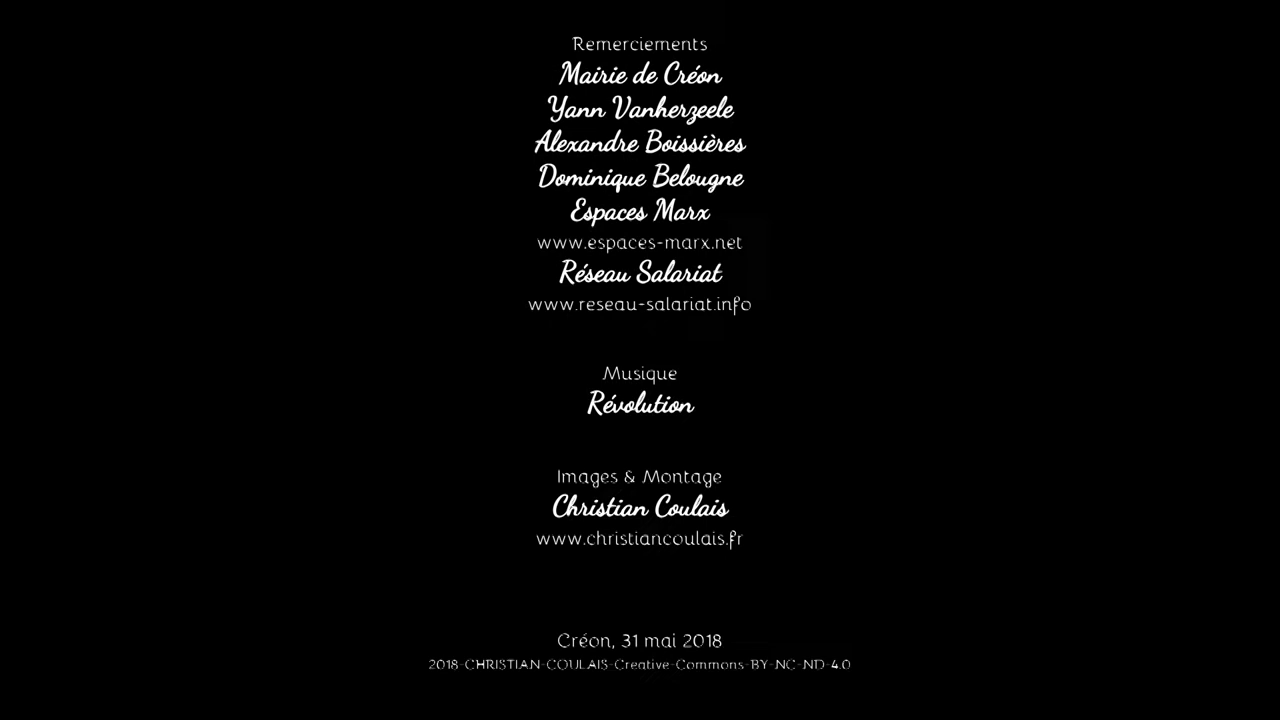 Remerciements
Mairie de Créon
Yann Vanherzeele
Alexandre Boissières
Dominique Belougne
Espaces Marx
www.espaces-marx.net
Réseau Salariat
www.reseau-salariat.info
Musique
Révolution
Images & Montage
Christian Coulais
www.christiancoulais.fr
Créon, 31 mai 2018
2018-CHRISTIAN-COULAIS-Creative-Commons-BY-NC-ND-4.0